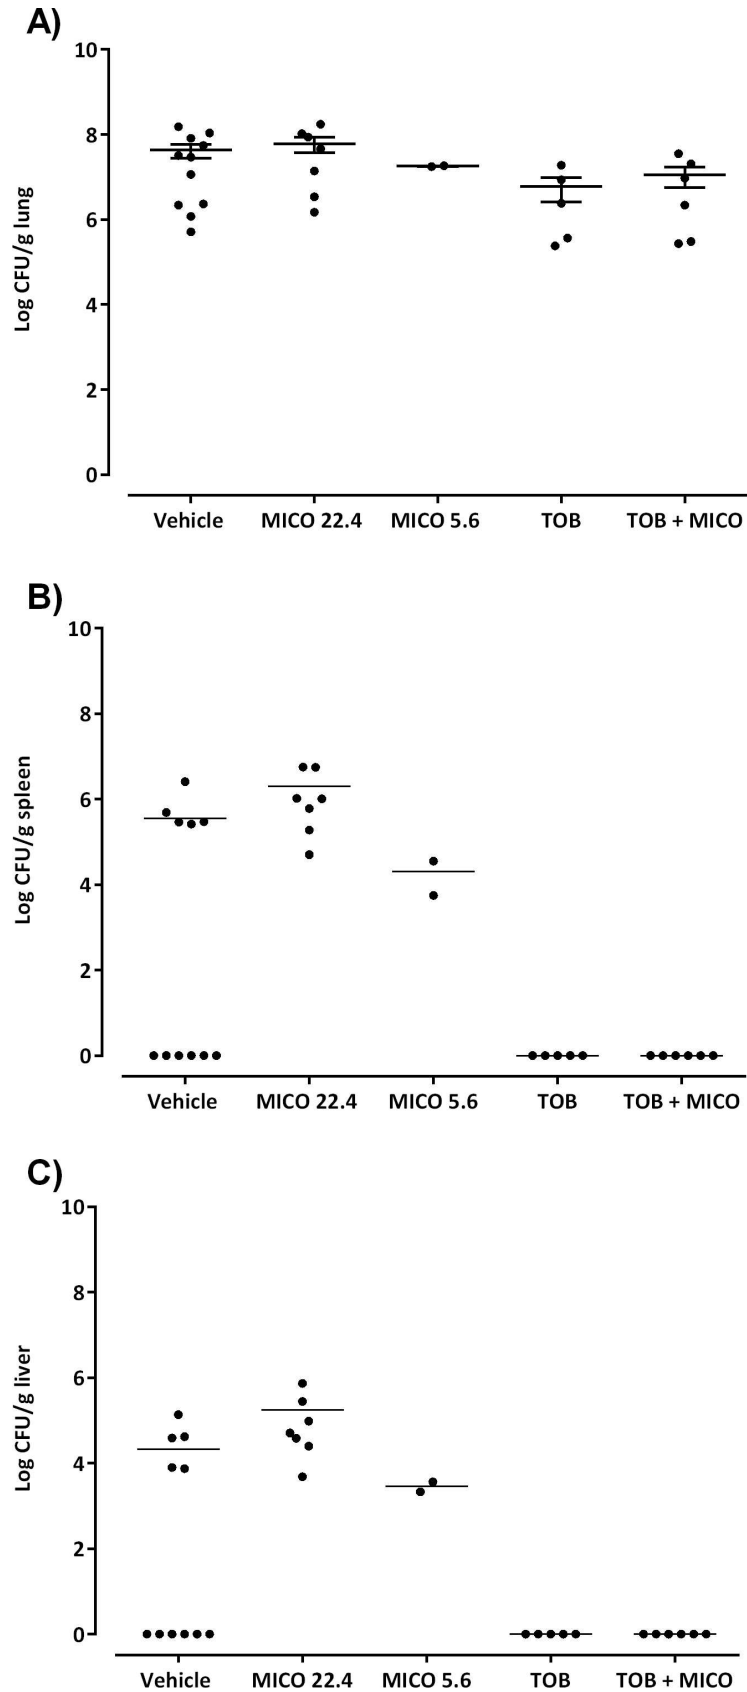 A)
10
8
6
4
2
0
Log CFU/g lung
Vehicle MICO 22.4 MICO 5.6 TOB TOB + MICO
B)
10
8
6
4
2
0
Log CFU/g spleen
Vehicle MICO 22.4 MICO 5.6 TOB TOB + MICO
C)
10
8
6
4
2
0
Log CFU/g liver
Vehicle MICO 22.4 MICO 5.6 TOB TOB + MICO